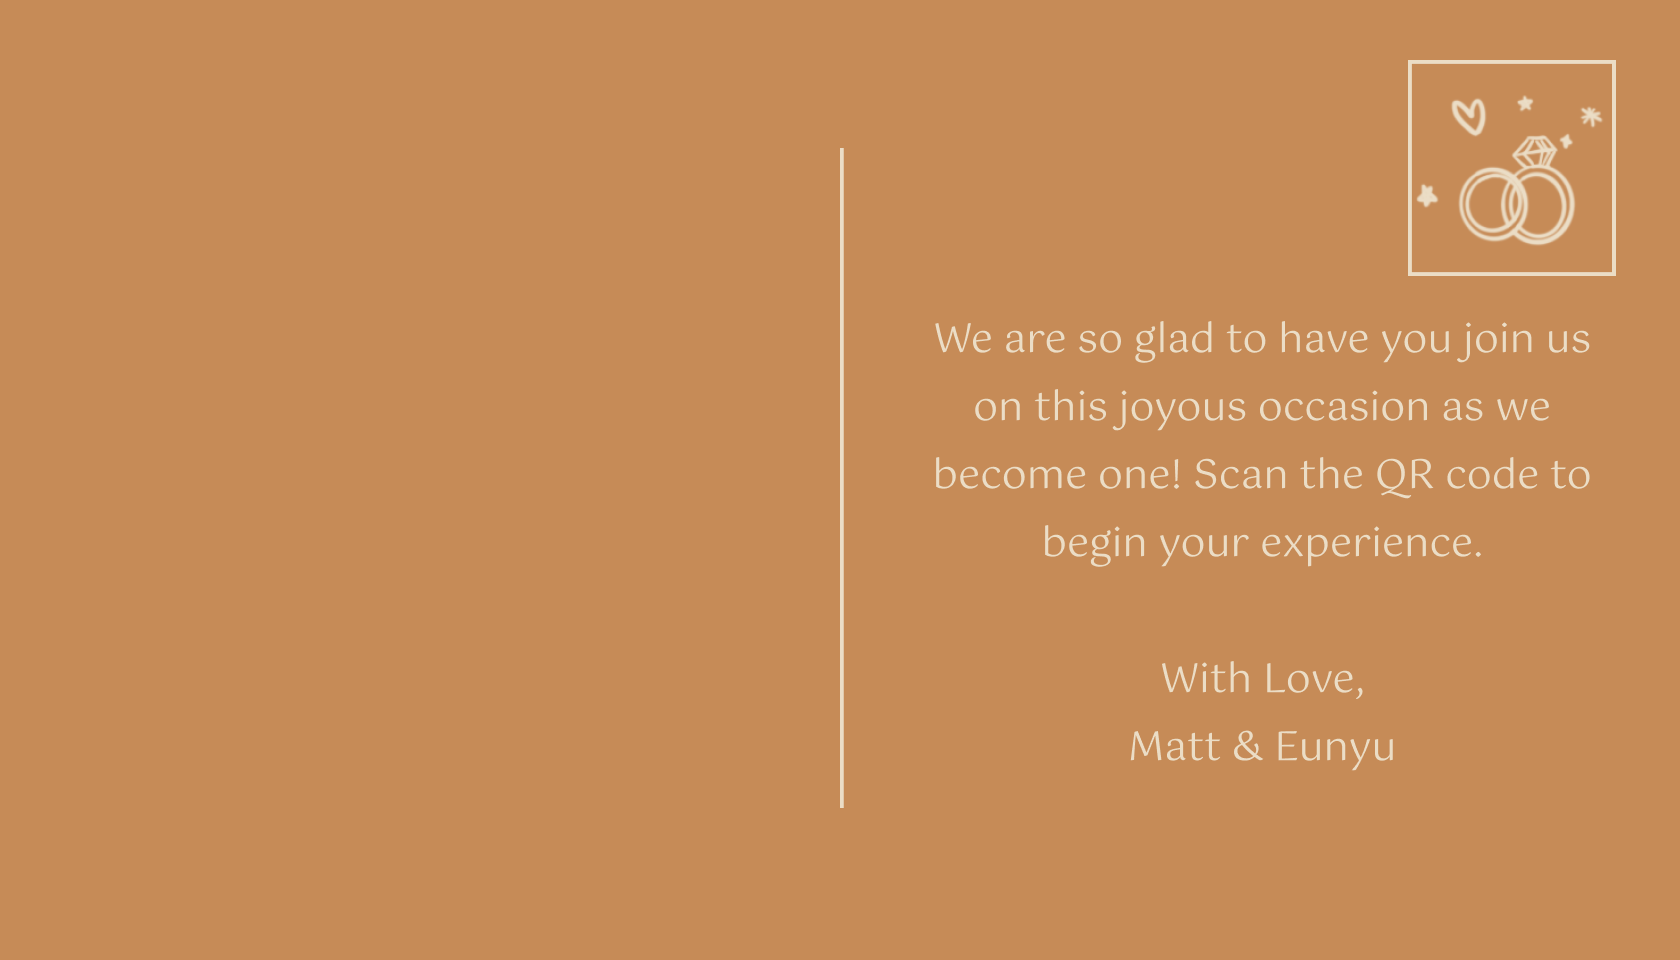 We are so glad to have you join us
on this joyous occasion as we
become one! Scan the QR code to
begin your experience.
With Love,
Matt & Eunyu